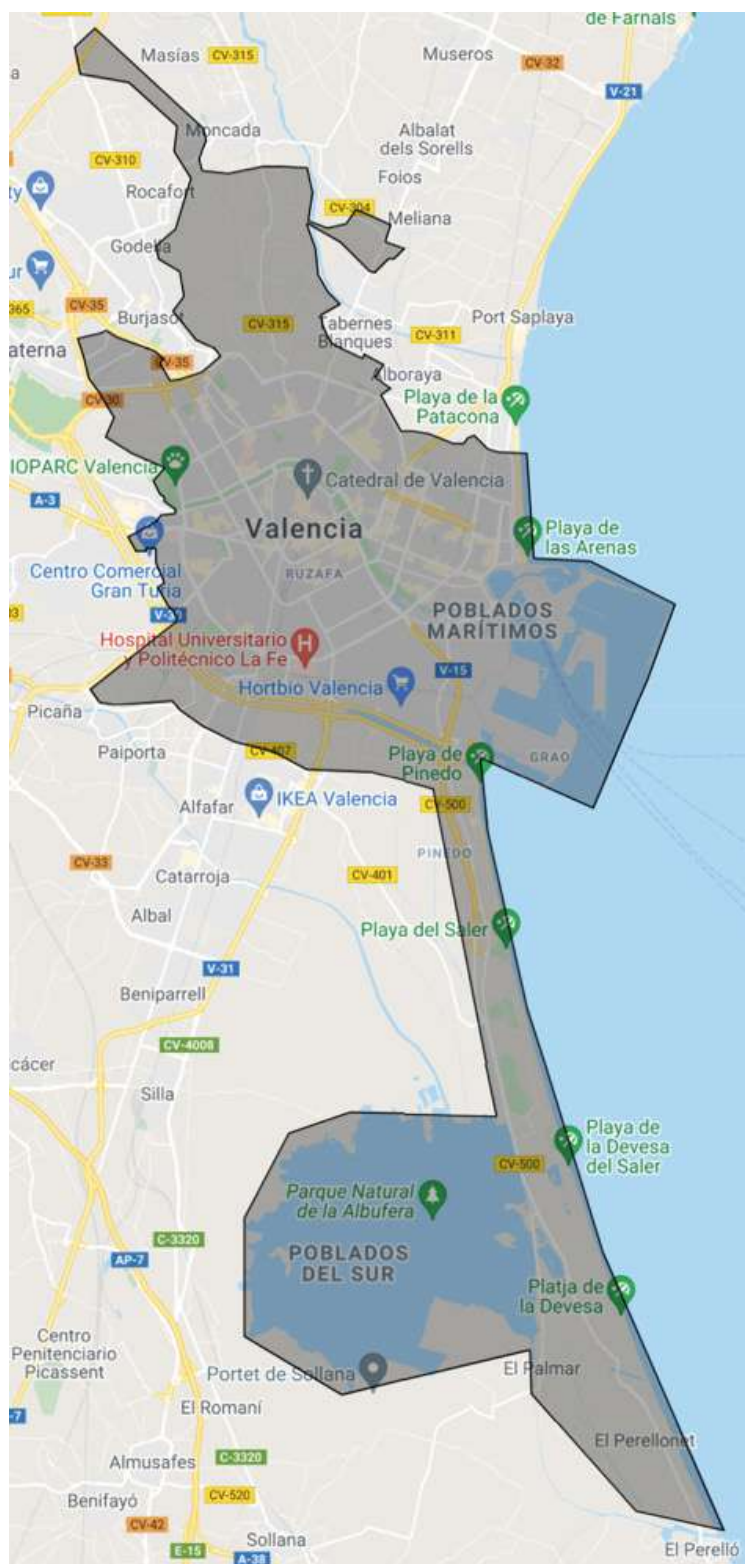 de Farnals
Masías
CV-315
Museros
CV-32
a
V-21
Moncada
Albalat
dels Sorells
CV-310
Foios
Rocafort
ty
CV-304
Meliana
Godella
ur
CV-35
365
Burjasot
CV-315
Tabernes
Blanques
CV-311
Port Saplaya
aterna
CV-35
Alboraya
CV-30
Playa de la
Patacona
IOPARC Valencia
Catedral de Valencia
A-3
Valencia
Playa de
las Arenas
Centro Comercial
Gran Turia
RUZAFA
POBLADOS
MARÍTIMOS
03
V-30
Hospital Universitario
y Politécnico La Fe
V-15
Hortbio Valencia
Picaña
Paiporta
CV-407
Playa de
Pinedo
GRAO
IKEA Valencia
Alfafar
CV-500
PINEDO
CV-33
Catarroja
CV-401
Albal
Playa del Saler
V-31
Beniparrell
CV-4008
cácer
Silla
Playa de
la Devesa
del Saler
CV-500
Parque Natural
de la Albufera
C-3320
POBLADOS
DEL SUR
AP-7
Platja de
la Devesa
Centro
Penitenciario
Picassent
Portet de Sollana
El Palmar
El Romaní
-7
El Perellonet
Almusafes
C-3320
Benifayó
CV-520
CV-42
Sollana
E-15
A-38
El Perelló